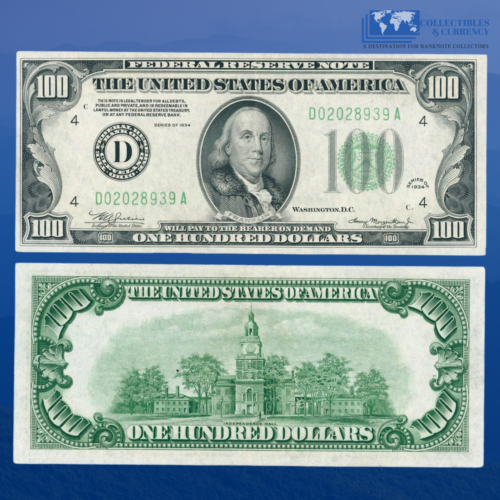 COLLECTIBLES
& CURRENCY
A DESTINATION FOR BANKNOTE COLLECTORS
FEDERAL RESERVE NOTE
100
THE UNITED STATES OF AMERICA
100
THIS NOTE IS LEGAL TENDER FOR ALL DEBTS,
PUBLIC AND PRIVATE, AND IS REDEEMABLE IN
LAWFUL MONEY AT THE UNITED STATES TREASURY,
OR AT ANY FEDERAL RESERVE BANK.
C
D02028939 A
4
4
SERIES OF 1934
D
100
D02028939 A
SERIES OF
1934
4
4
FRANKLIN
WASHINGTON, D.C.
C
WILL PAY TO THE BEARER ON DEMAND
100
100
100
ONE HUNDRED DOLLARS
100
THE UNITED STATES OF AMERICA
100
100
INDEPENDENCE HALL
ONE HUNDRED DOLLARS